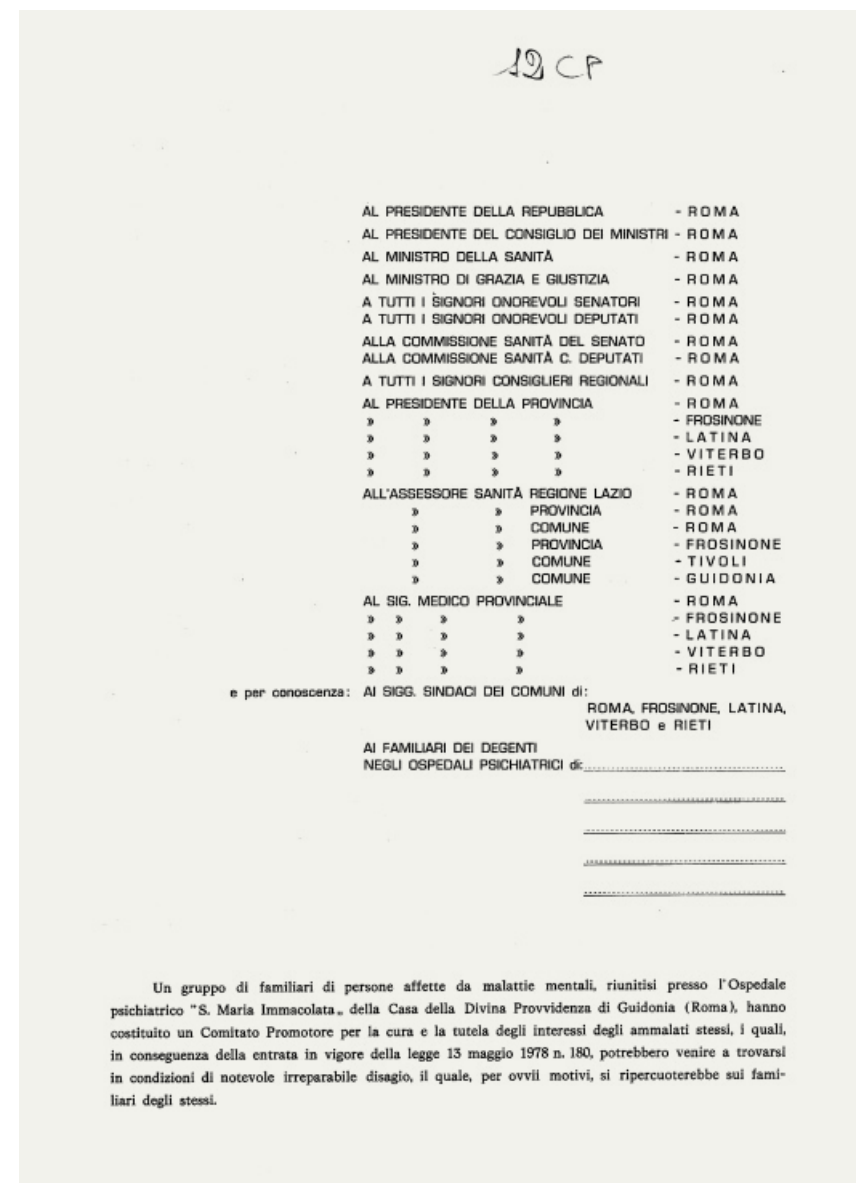 12 CP
AL PRESIDENTE DELLA REPUBBLICA - ROMA
AL PRESIDENTE DEL CONSIGLIO DEI MINISTRI - ROMA
AL MINISTRO DELLA SANITÀ - ROMA
AL MINISTRO DI GRAZIA E GIUSTIZIA - ROMA
A TUTTI I SIGNORI ONOREVOLI SENATORI - ROMA
A TUTTI I SIGNORI ONOREVOLI DEPUTATI - ROMA
ALLA COMMISSIONE SANITÀ DEL SENATO - ROMA
ALLA COMMISSIONE SANITÀ C. DEPUTATI - ROMA
A TUTTI I SIGNORI CONSIGLIERI REGIONALI - ROMA
AL PRESIDENTE DELLA PROVINCIA - ROMA
» » » » - FROSINONE
» » » » - LATINA
» » » » - VITERBO
» » » » - RIETI
ALL'ASSESSORE SANITÀ REGIONE LAZIO - ROMA
» » PROVINCIA - ROMA
» » COMUNE - ROMA
» » PROVINCIA - FROSINONE
» » COMUNE - TIVOLI
» » COMUNE - GUIDONIA
AL SIG. MEDICO PROVINCIALE - ROMA
» » » » - FROSINONE
» » » » - LATINA
» » » » - VITERBO
» » » » - RIETI
e per conoscenza: AI SIGG. SINDACI DEI COMUNI di:
ROMA, FROSINONE, LATINA,
VITERBO e RIETI
AI FAMILIARI DEI DEGENTI
NEGLI OSPEDALI PSICHIATRICI di:
Un gruppo di familiari di persone affette da malattie mentali, riunitisi presso l'Ospedale
psichiatrico "S. Maria Immacolata„ della Casa della Divina Provvidenza di Guidonia (Roma), hanno
costituito un Comitato Promotore per la cura e la tutela degli interessi degli ammalati stessi, i quali,
in conseguenza della entrata in vigore della legge 13 maggio 1978 n. 180, potrebbero venire a trovarsi
in condizioni di notevole irreparabile disagio, il quale, per ovvii motivi, si ripercuoterebbe sui fami-
liari degli stessi.